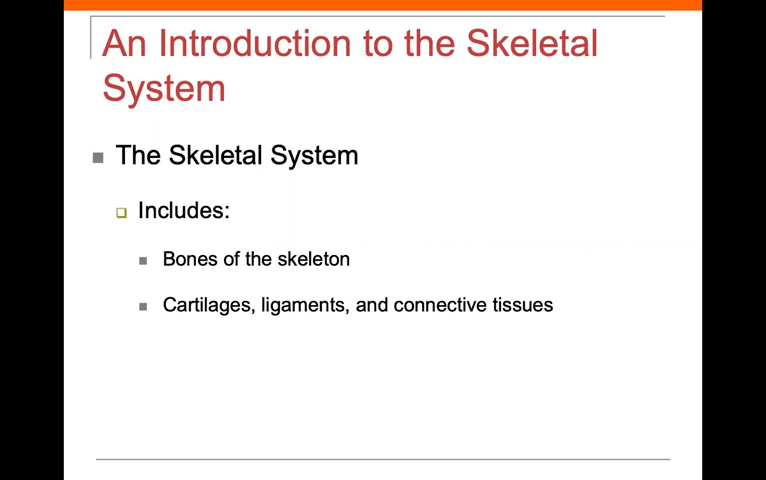 An Introduction to the Skeletal
System
The Skeletal System
Includes:
Bones of the skeleton
Cartilages, ligaments, and connective tissues